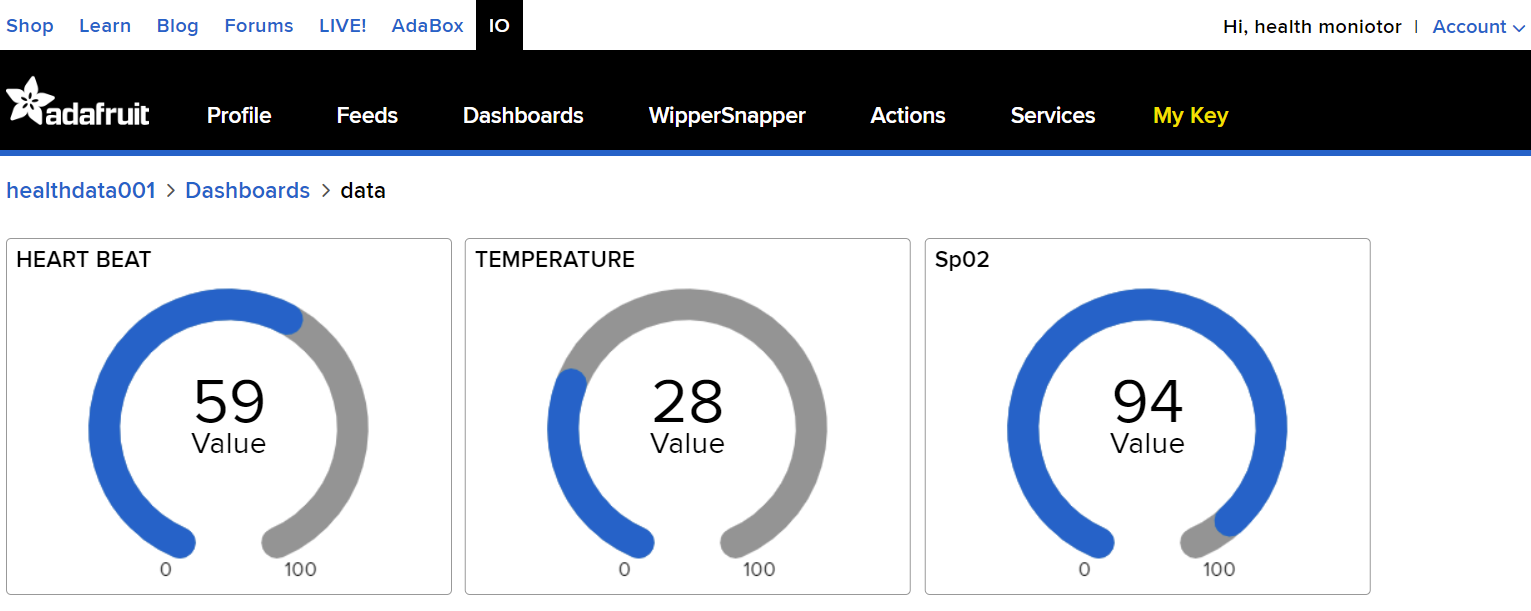 Shop Learn Blog Forums LIVE! AdaBox IO Hi, health moniotor | Account
adafruit Profile Feeds Dashboards WipperSnapper Actions Services My Key
healthdata001 > Dashboards > data
HEART BEAT
59
Value
0 100
TEMPERATURE
28
Value
0 100
Sp02
94
Value
0 100